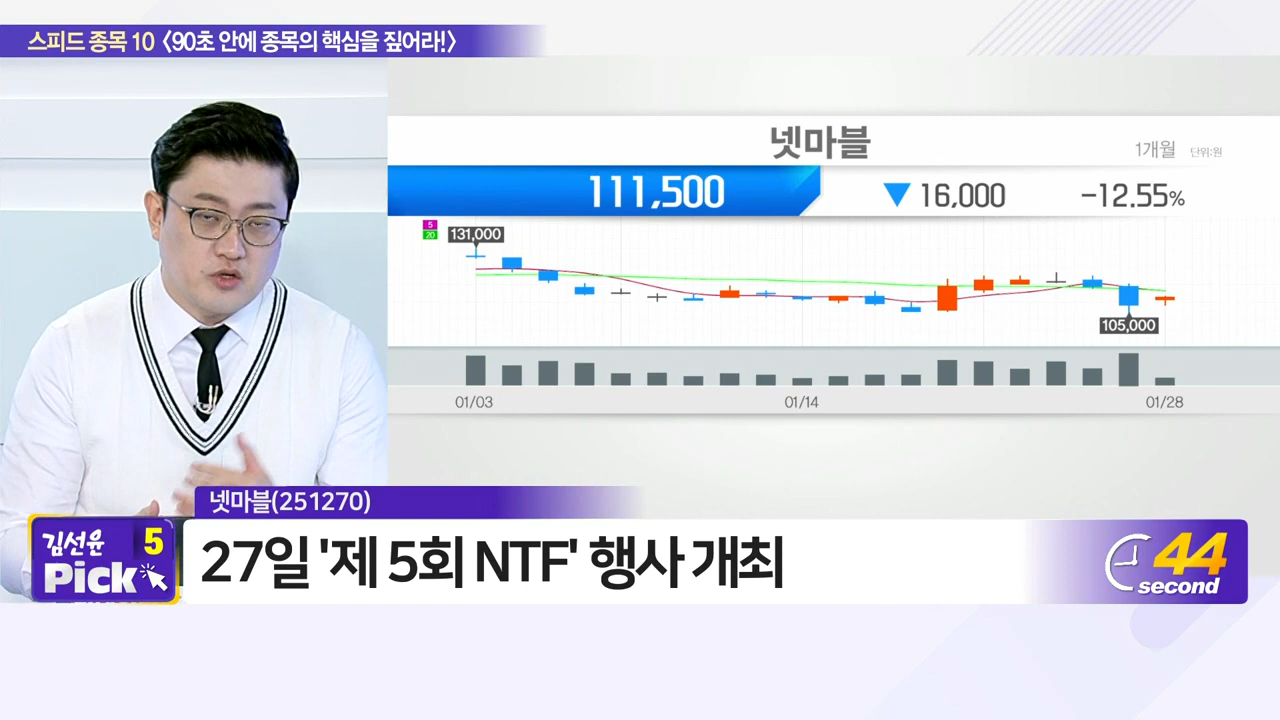 스피드 종목 10 <90초 안에 종목의 핵심을 짚어라!>
넷마블
1개월 단위:원
111,500 ▼ 16,000 -12.55%
5
20
131,000
105,000
01/03 01/14 01/28
넷마블(251270)
김선윤 5
Pick
27일 '제 5회 NTF' 행사 개최
44
second